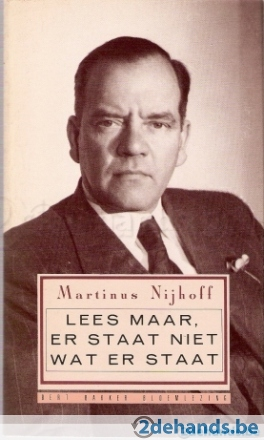 Martinus Nijhoff
LEES MAAR,
ER STAAT NIET
WAT ER STAAT
BERT BAKKER BLOEMLEZING
2dehands.be